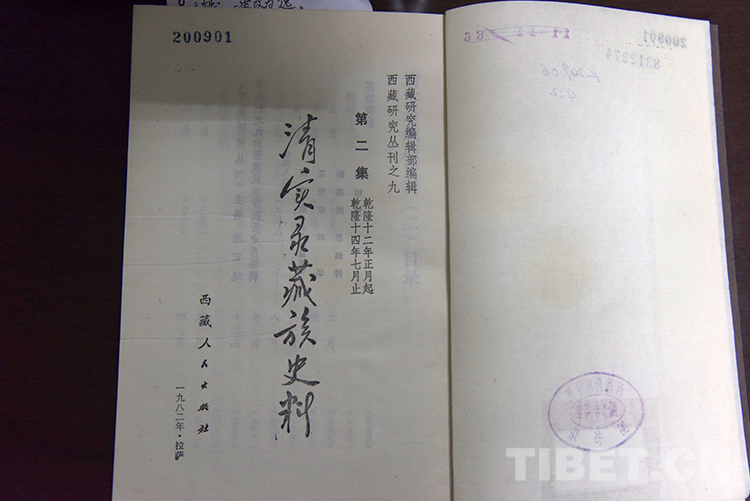 200901
西藏研究编辑部编辑
西藏研究丛刊之九
第二集
乾隆十二年正月起
乾隆十四年七月止
清实录藏族史料
西藏人民出版社
一九八二年·拉萨
200901
8312274
TIBET.CN